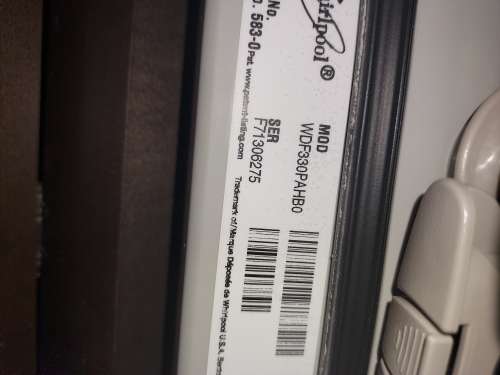 Whirlpool®
No.
583-0 Pat. www.patent-listing.com
MOD
WDF330PAHB0
SER
F71306275
Trademark of/Marque Déposée de Whirlpool U.S.A.